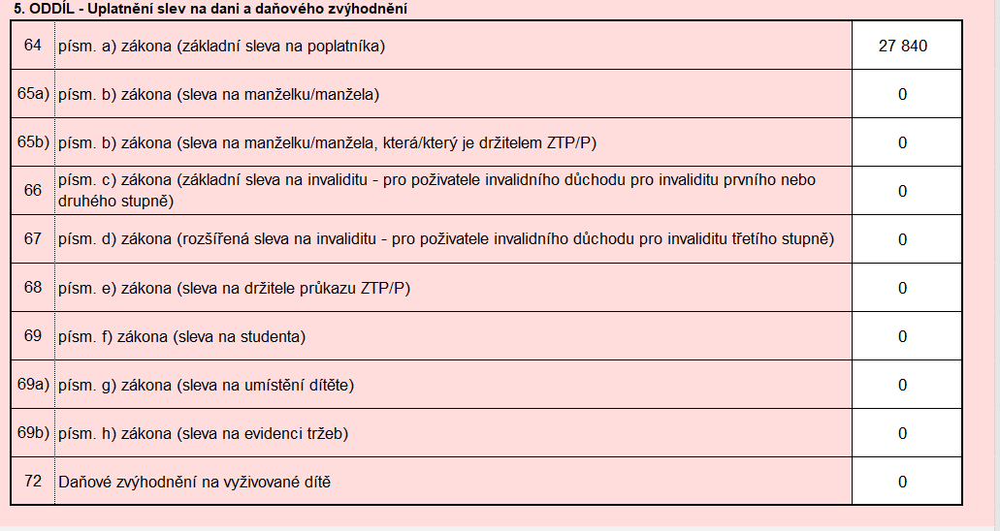 5. ODDÍL - Uplatnění slev na dani a daňového zvýhodnění
64 písm. a) zákona (základní sleva na poplatníka) 27 840
65a) písm. b) zákona (sleva na manželku/manžela) 0
65b) písm. b) zákona (sleva na manželku/manžela, která/který je držitelem ZTP/P) 0
66 písm. c) zákona (základní sleva na invaliditu - pro poživatele invalidního důchodu pro invaliditu prvního nebo
druhého stupně) 0
67 písm. d) zákona (rozšířená sleva na invaliditu - pro poživatele invalidního důchodu pro invaliditu třetího stupně) 0
68 písm. e) zákona (sleva na držitele průkazu ZTP/P) 0
69 písm. f) zákona (sleva na studenta) 0
69a) písm. g) zákona (sleva na umístění dítěte) 0
69b) písm. h) zákona (sleva na evidenci tržeb) 0
72 Daňové zvýhodnění na vyživované dítě 0